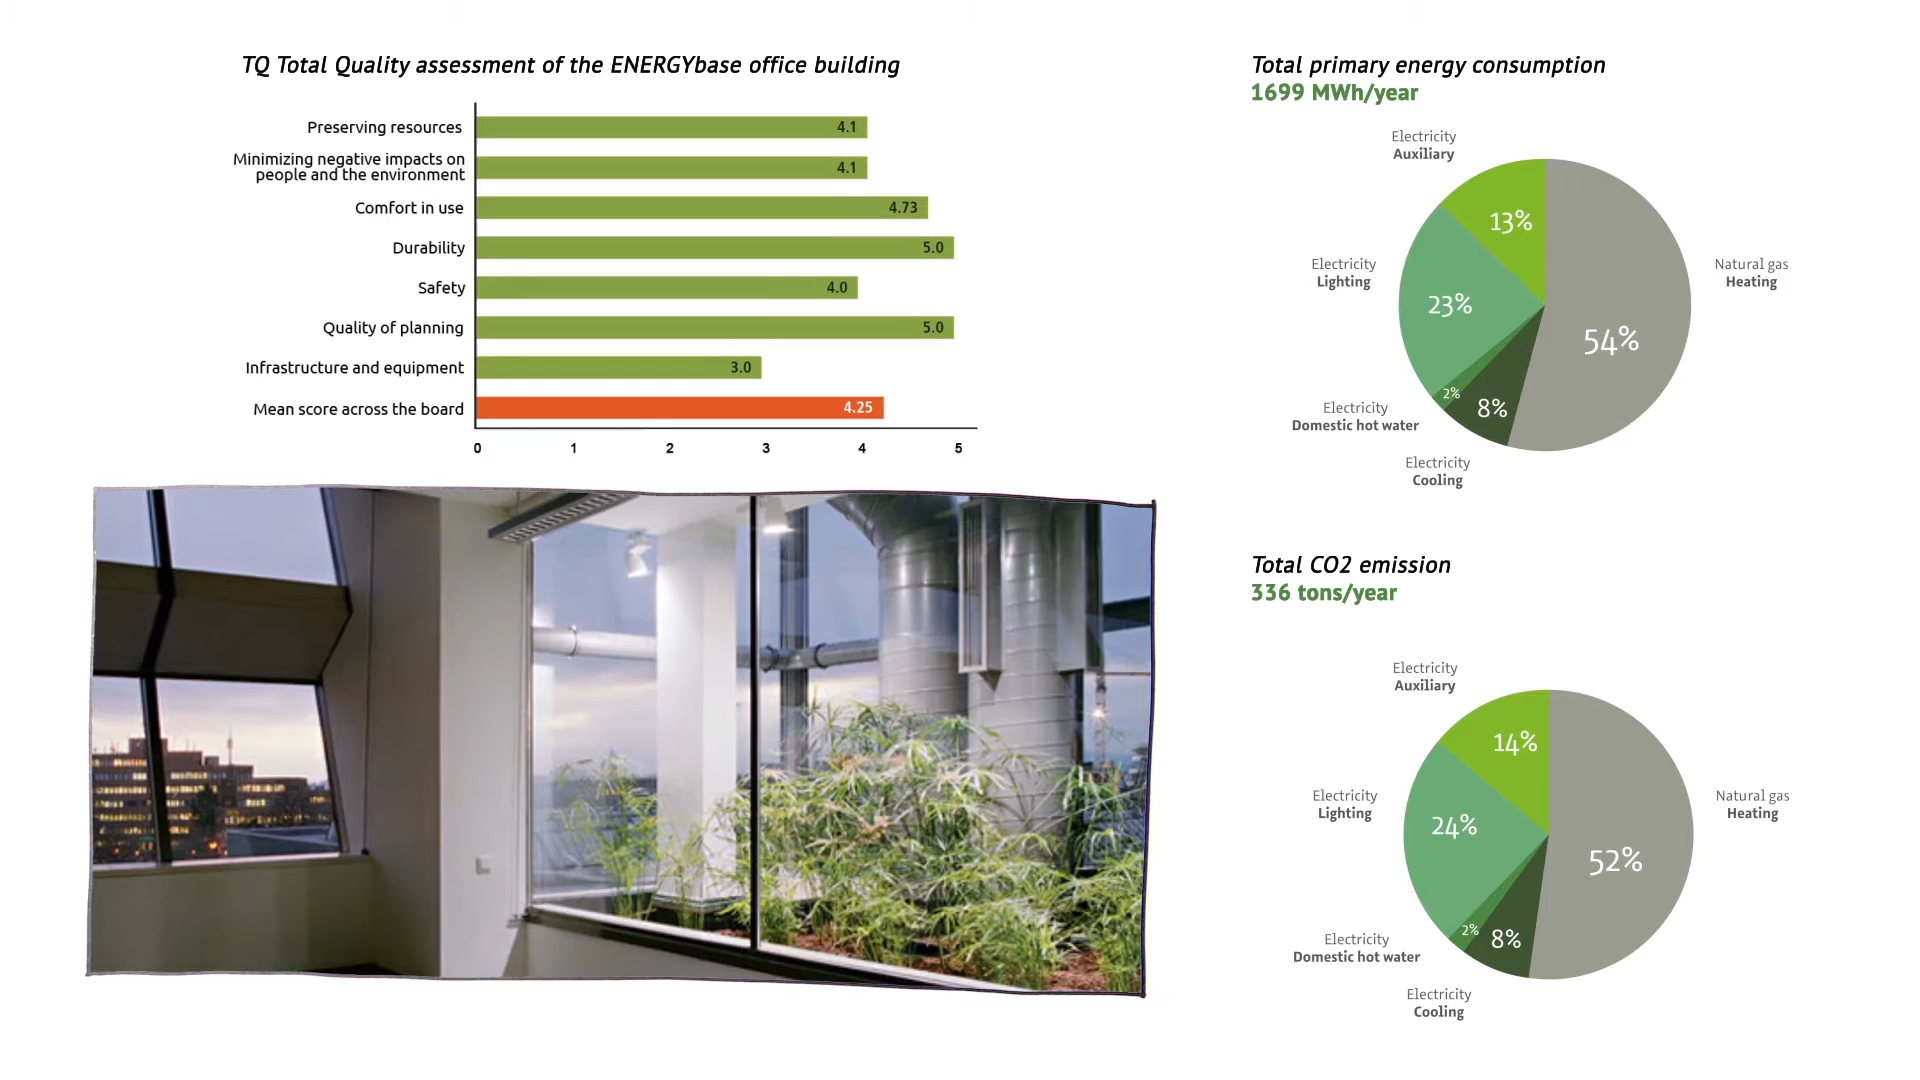 TQ Total Quality assessment of the ENERGYbase office building
Preserving resources
4.1
Minimizing negative impacts on
people and the environment
4.1
Comfort in use
4.73
Durability
5.0
Safety
4.0
Quality of planning
5.0
Infrastructure and equipment
3.0
Mean score across the board
4.25
0 1 2 3 4 5
Total primary energy consumption
1699 MWh/year
Electricity
Auxiliary
13%
Electricity
Lighting
23%
Natural gas
Heating
54%
Electricity
Domestic hot water
2%
8%
Electricity
Cooling
Total CO2 emission
336 tons/year
Electricity
Auxiliary
14%
Electricity
Lighting
24%
Natural gas
Heating
52%
Electricity
Domestic hot water
2%
8%
Electricity
Cooling